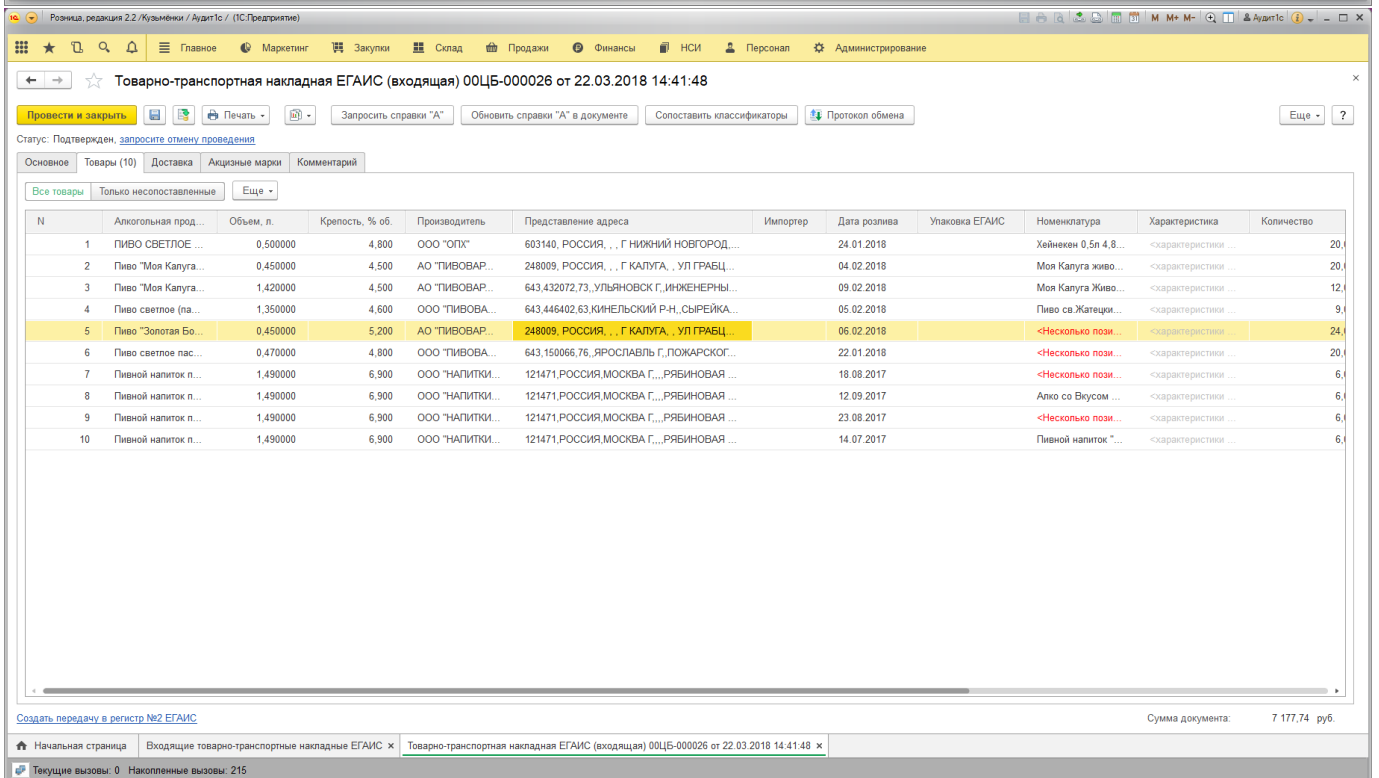 Розница, редакция 2.2 /Кузьмёнки / Аудит1с / (1С:Предприятие) M M+ M- Аудит1с
Главное Маркетинг Закупки Склад Продажи Финансы НСИ Персонал Администрирование
Товарно-транспортная накладная ЕГАИС (входящая) 00ЦБ-000026 от 22.03.2018 14:41:48
Провести и закрыть Печать Запросить справки "А" Обновить справки "А" в документе Сопоставить классификаторы Протокол обмена Еще ?
Статус: Подтвержден, запросите отмену проведения
Основное Товары (10) Доставка Акцизные марки Комментарий
Все товары Только несопоставленные Еще
N Алкогольная прод... Объем, л. Крепость, % об. Производитель Представление адреса Импортер Дата розлива Упаковка ЕГАИС Номенклатура Характеристика Количество
1 ПИВО СВЕТЛОЕ ... 0,500000 4,800 ООО "ОПХ" 603140, РОССИЯ, , , Г НИЖНИЙ НОВГОРОД,... 24.01.2018 Хейнекен 0,5л 4,8... <характеристики ... 20,
2 Пиво "Моя Калуга... 0,450000 4,500 АО "ПИВОВАР... 248009, РОССИЯ, , , Г КАЛУГА, , УЛ ГРАБЦ... 04.02.2018 Моя Калуга живо... <характеристики ... 20,
3 Пиво "Моя Калуга... 1,420000 4,500 АО "ПИВОВАР... 643,432072,73,,УЛЬЯНОВСК Г,,ИНЖЕНЕРНЫ... 09.02.2018 Моя Калуга Живо... <характеристики ... 12,
4 Пиво светлое (па... 1,350000 4,600 ООО "ПИВОВА... 643,446402,63,КИНЕЛЬСКИЙ Р-Н,,СЫРЕЙКА... 05.02.2018 Пиво св.Жатецки... <характеристики ... 9,
5 Пиво "Золотая Бо... 0,450000 5,200 АО "ПИВОВАР... 248009, РОССИЯ, , , Г КАЛУГА, , УЛ ГРАБЦ... 06.02.2018 <Несколько пози... <характеристики ... 24,
6 Пиво светлое пас... 0,470000 4,800 ООО "ПИВОВА... 643,150066,76,,ЯРОСЛАВЛЬ Г,,ПОЖАРСКОГ... 22.01.2018 <Несколько пози... <характеристики ... 20,
7 Пивной напиток п... 1,490000 6,900 ООО "НАПИТКИ... 121471,РОССИЯ,МОСКВА Г,,,,РЯБИНОВАЯ ... 18.08.2017 <Несколько пози... <характеристики ... 6,
8 Пивной напиток п... 1,490000 6,900 ООО "НАПИТКИ... 121471,РОССИЯ,МОСКВА Г,,,,РЯБИНОВАЯ ... 12.09.2017 Алко со Вкусом ... <характеристики ... 6,
9 Пивной напиток п... 1,490000 6,900 ООО "НАПИТКИ... 121471,РОССИЯ,МОСКВА Г,,,,РЯБИНОВАЯ ... 23.08.2017 <Несколько пози... <характеристики ... 6,
10 Пивной напиток п... 1,490000 6,900 ООО "НАПИТКИ... 121471,РОССИЯ,МОСКВА Г,,,,РЯБИНОВАЯ ... 14.07.2017 Пивной напиток "... <характеристики ... 6,
Создать передачу в регистр №2 ЕГАИС Сумма документа: 7 177,74 руб.
Начальная страница Входящие товарно-транспортные накладные ЕГАИС × Товарно-транспортная накладная ЕГАИС (входящая) 00ЦБ-000026 от 22.03.2018 14:41:48 ×
Текущие вызовы: 0 Накопленные вызовы: 215